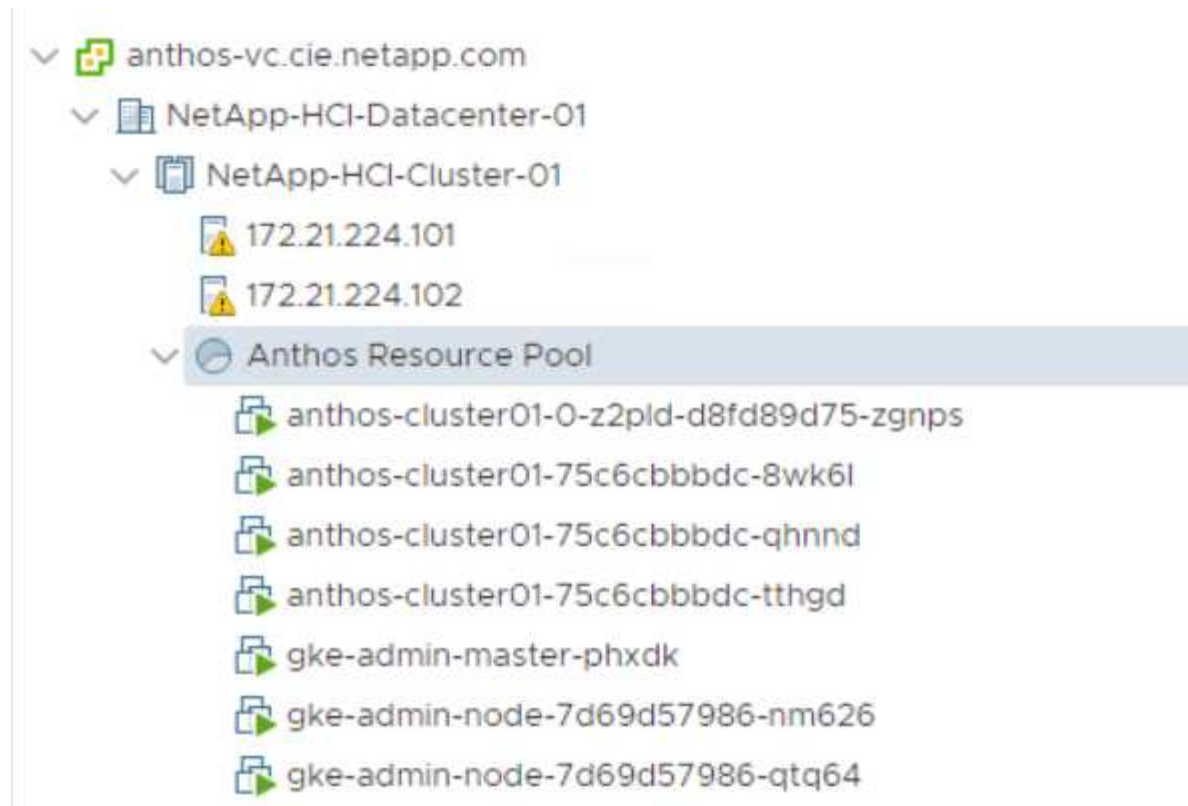 anthos-vc.cie.netapp.com
NetApp-HCI-Datacenter-01
NetApp-HCI-Cluster-01
172.21.224.101
172.21.224.102
Anthos Resource Pool
anthos-cluster01-0-z2pld-d8fd89d75-zgnps
anthos-cluster01-75c6cbbbdc-8wk6l
anthos-cluster01-75c6cbbbdc-qhnnd
anthos-cluster01-75c6cbbbdc-tthgd
gke-admin-master-phxdk
gke-admin-node-7d69d57986-nm626
gke-admin-node-7d69d57986-qtq64